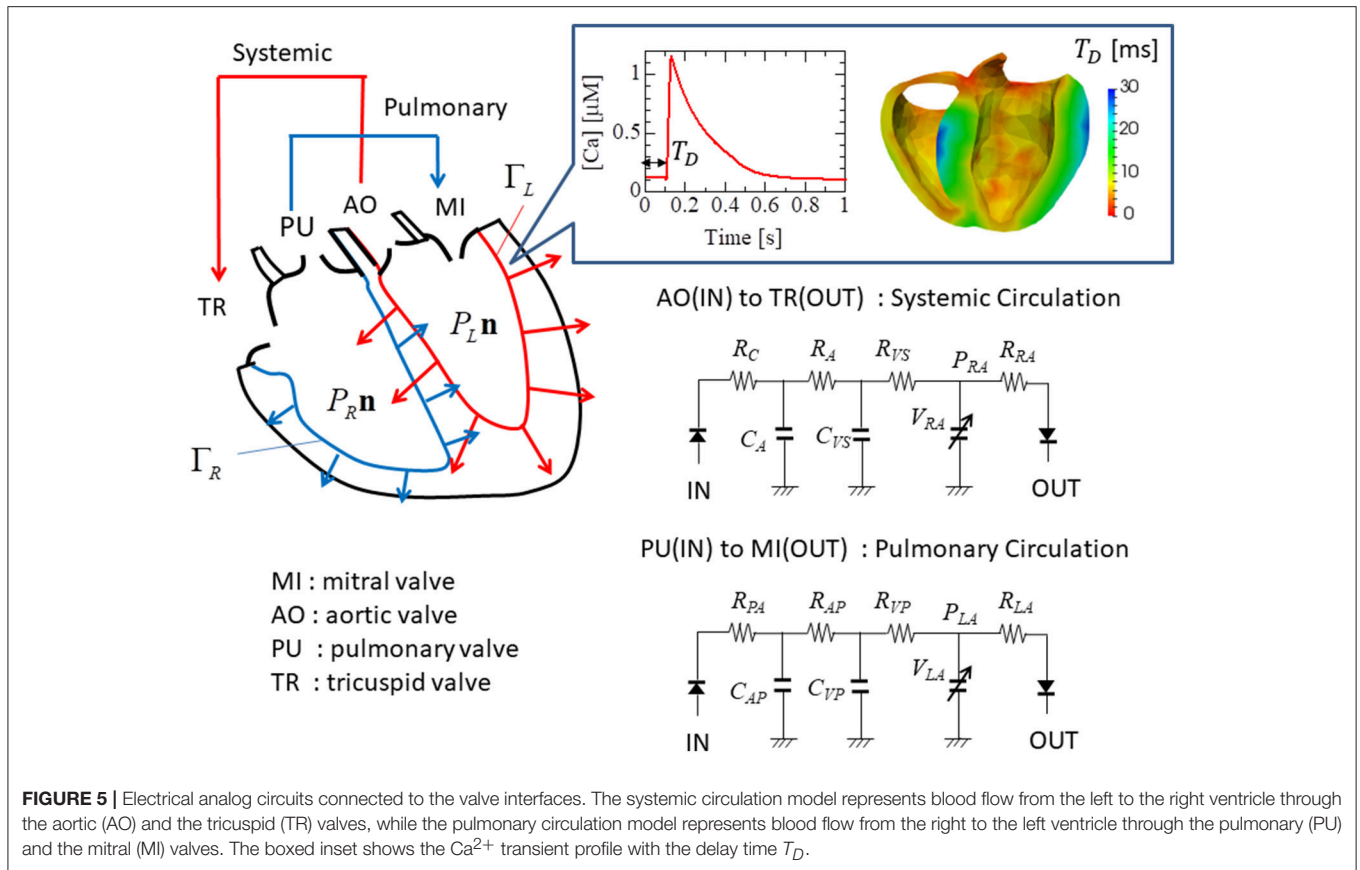 Systemic
Pulmonary
Γ_L
AO
MI
PU
TR
P_L n
P_R n
Γ_R
[Ca] [μM]
1
0.5
0
T_D
0 0.2 0.4 0.6 0.8 1
Time [s]
T_D [ms]
30
20
10
0
MI : mitral valve
AO : aortic valve
PU : pulmonary valve
TR : tricuspid valve
AO(IN) to TR(OUT) : Systemic Circulation
R_C R_A R_VS P_RA R_RA
C_A C_VS V_RA
IN OUT
PU(IN) to MI(OUT) : Pulmonary Circulation
R_PA R_AP R_VP P_LA R_LA
C_AP C_VP V_LA
IN OUT
FIGURE 5 | Electrical analog circuits connected to the valve interfaces. The systemic circulation model represents blood flow from the left to the right ventricle through
the aortic (AO) and the tricuspid (TR) valves, while the pulmonary circulation model represents blood flow from the right to the left ventricle through the pulmonary (PU)
and the mitral (MI) valves. The boxed inset shows the Ca²⁺ transient profile with the delay time T_D.